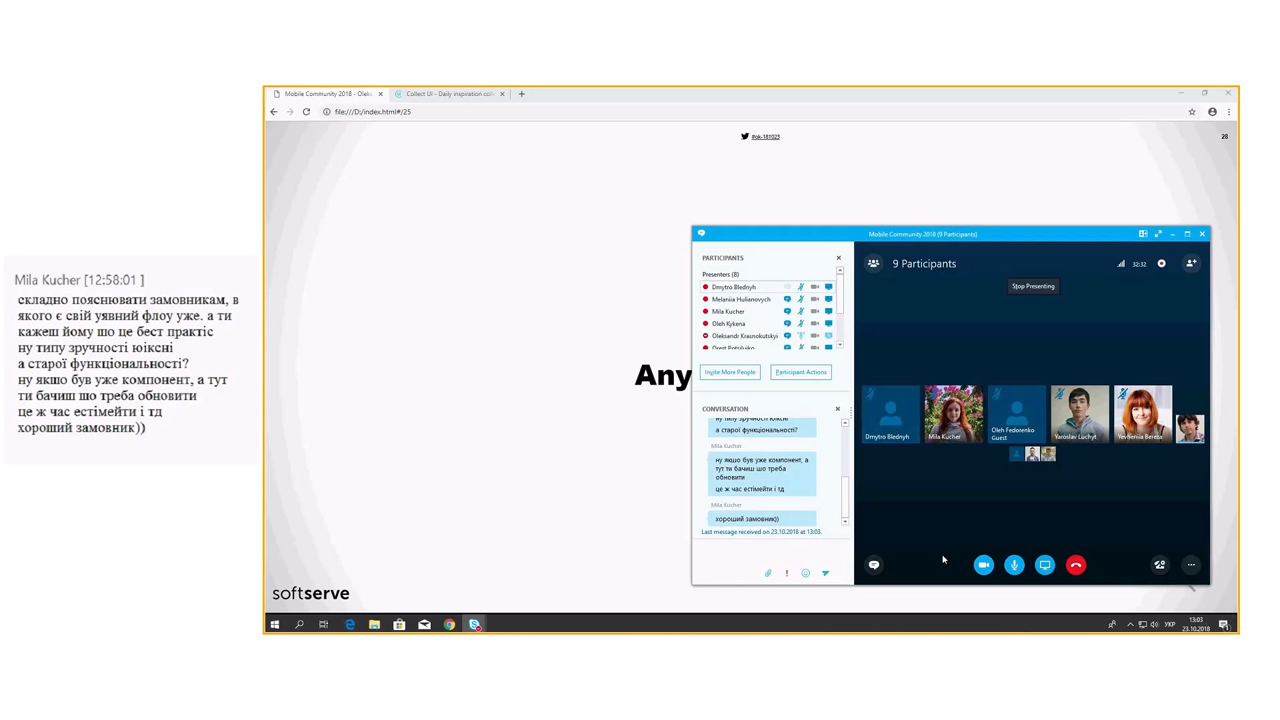 Mobile Community 2018 - Oleks
Collect UI - Daily inspiration coll
file:///D:/index.html#/25
#ok-181023
28
Mila Kucher [12:58:01 ]
складно пояснювати замовникам, в
якого є свій уявний флоу уже. а ти
кажеш йому шо це бест практіс
ну типу зручності юіксні
а старої функціональності?
ну якшо був уже компонент, а тут
ти бачиш шо треба обновити
це ж час естімейти і тд
хороший замовник))
Any
Mobile Community 2018 (9 Participants)
PARTICIPANTS
Presenters (8)
Dmytro Blednyh
Melaniia Hulianovych
Mila Kucher
Oleh Kykena
Oleksandr Krasnokutskyi
Invite More People
Participant Actions
CONVERSATION
ну типу зручності юіксні
а старої функціональності?
Mila Kucher
ну якшо був уже компонент, а
тут ти бачиш шо треба
обновити
це ж час естімейти і тд
Mila Kucher
хороший замовник))
Last message received on 23.10.2018 at 13:03.
9 Participants
32:32
Stop Presenting
Dmytro Blednyh
Mila Kucher
Oleh Fedorenko
Guest
Yaroslav Luchyt
Yevheniia Bereza
softserve
УКР
13:03
23.10.2018